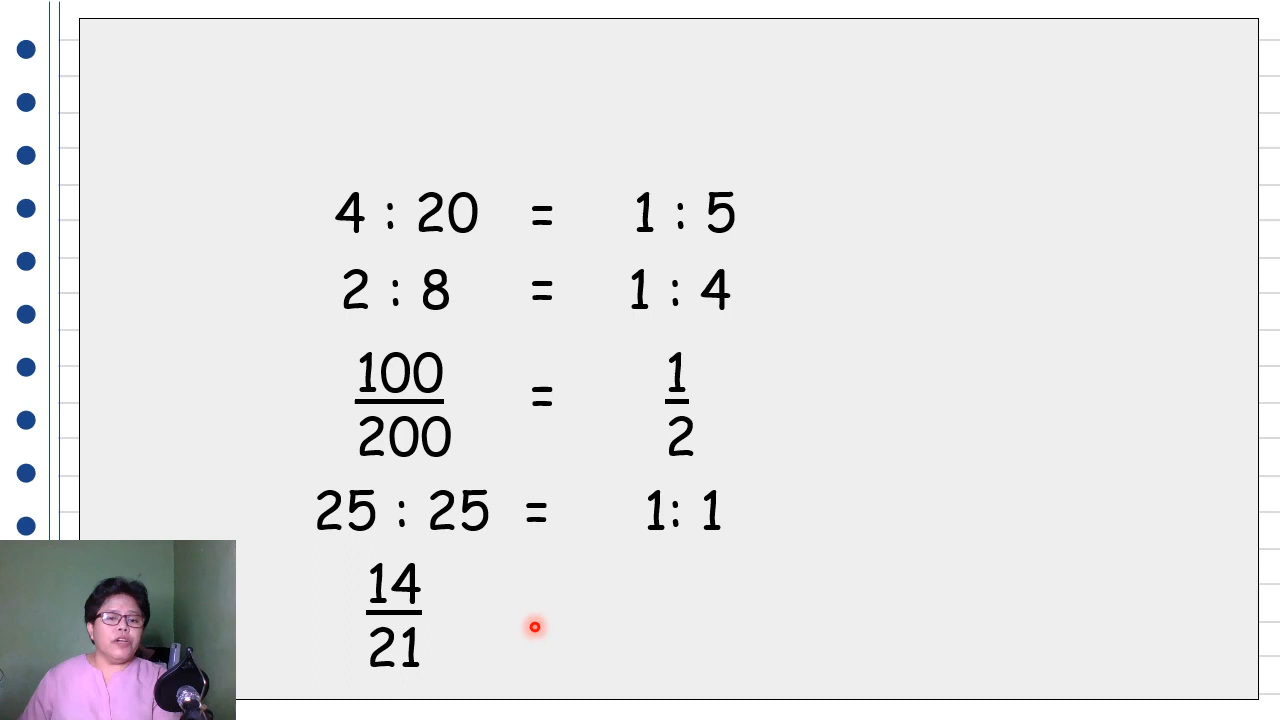 4 : 20 = 1 : 5
2 : 8 = 1 : 4
100/200 = 1/2
25 : 25 = 1: 1
14/21